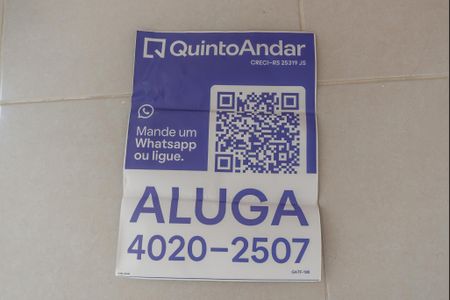 QuintoAndar
CRECI-RS 25319 JS
Mande um
Whatsapp
ou ligue.
ALUGA
4020-2507